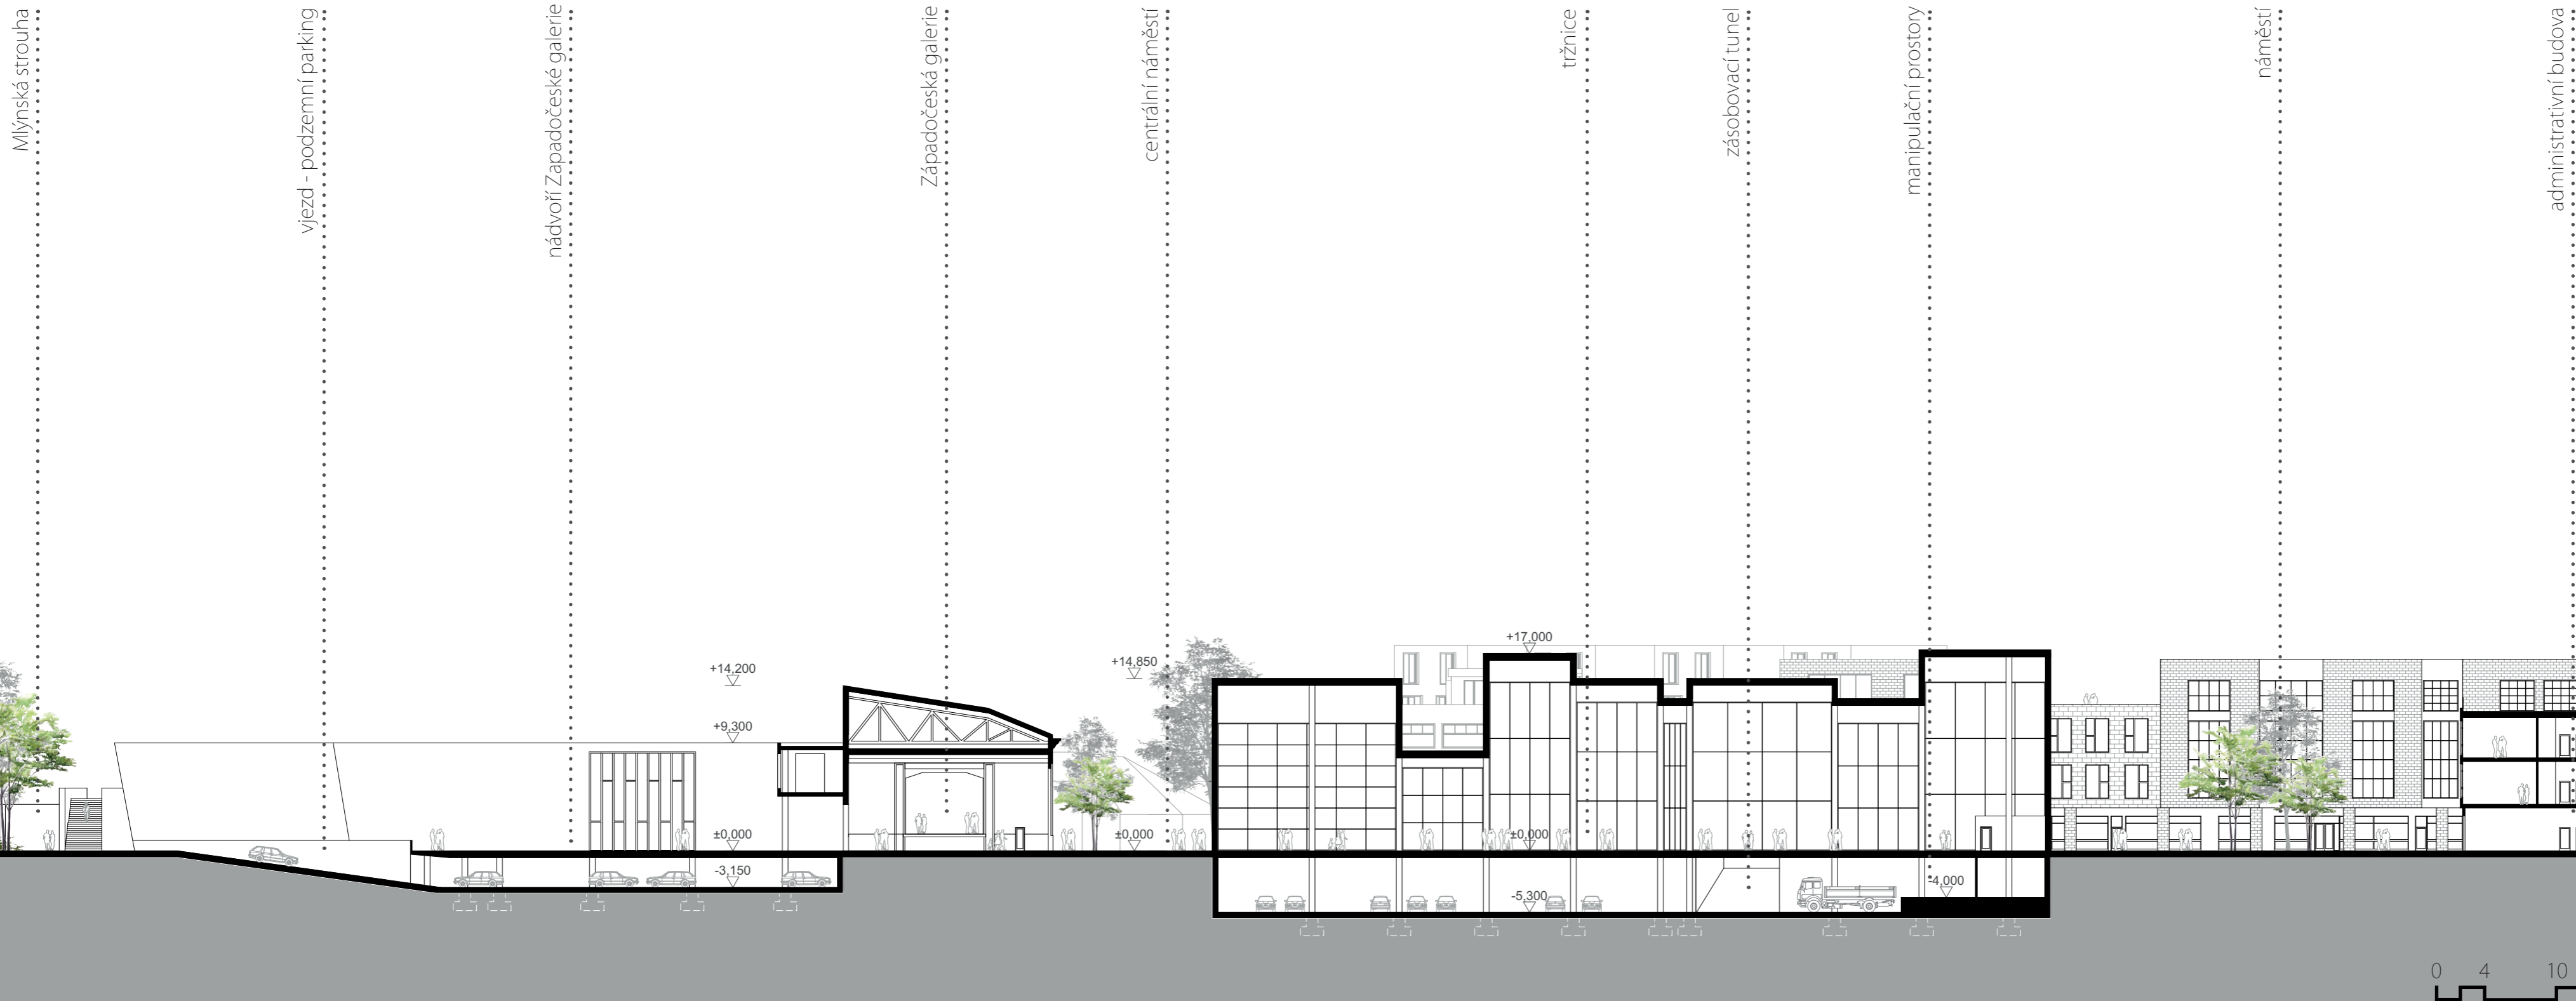 Mlýnská strouha
vjezd - podzemní parking
nádvoří Západočeské galerie
Západočeská galerie
centrální náměstí
tržnice
zásobovací tunel
manipulační prostory
náměstí
administrativní budova
+17,000
+14,200
+14,850
+9,300
±0,000
±0,000
±0,000
-3,150
-4,000
-5,300
0 4 10